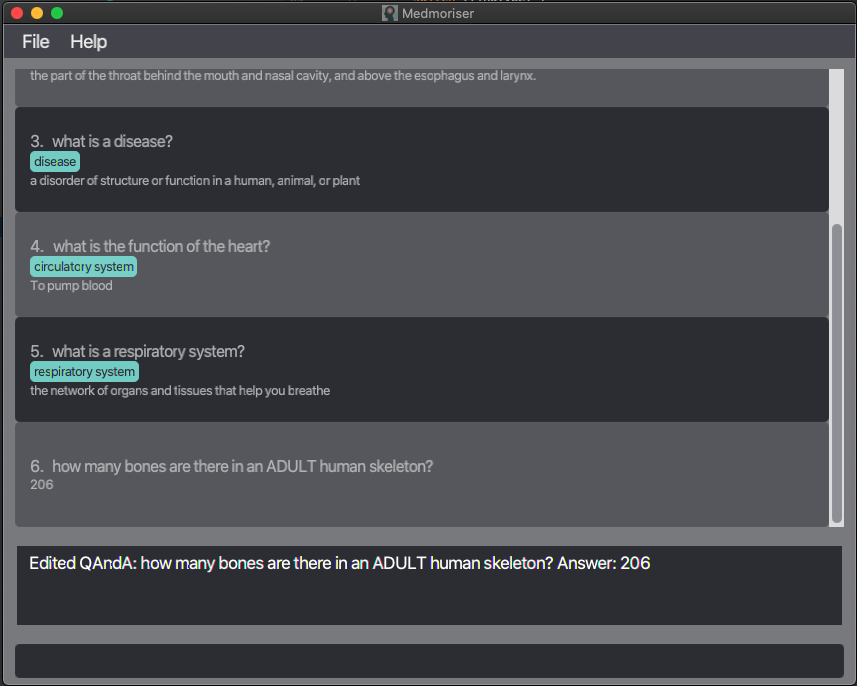 Medmoriser
File Help
the part of the throat behind the mouth and nasal cavity, and above the esophagus and larynx.
3. what is a disease?
disease
a disorder of structure or function in a human, animal, or plant
4. what is the function of the heart?
circulatory system
To pump blood
5. what is a respiratory system?
respiratory system
the network of organs and tissues that help you breathe
6. how many bones are there in an ADULT human skeleton?
206
Edited QAndA: how many bones are there in an ADULT human skeleton? Answer: 206